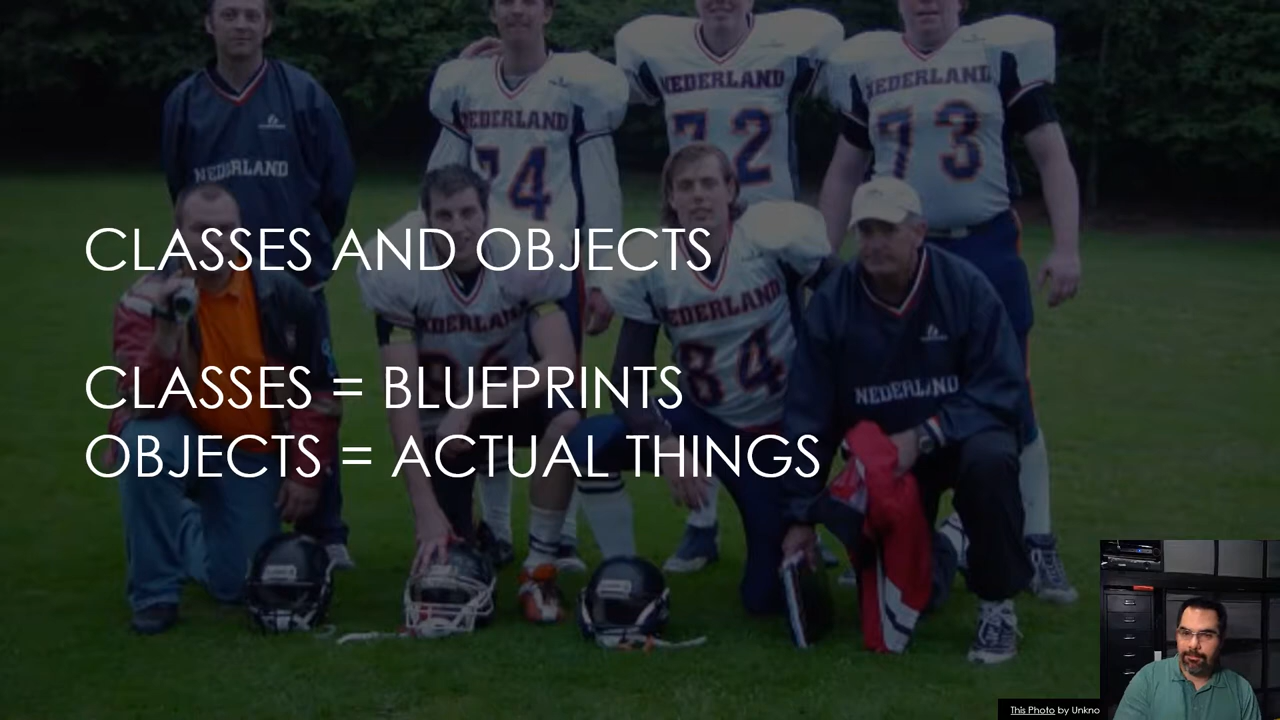 NEDERLAND
NEDERLAND
NEDERLAND
NEDERLAND
74
72
73
CLASSES AND OBJECTS
NEDERLAND
84
NEDERLAND
CLASSES = BLUEPRINTS
OBJECTS = ACTUAL THINGS
This Photo by Unkno